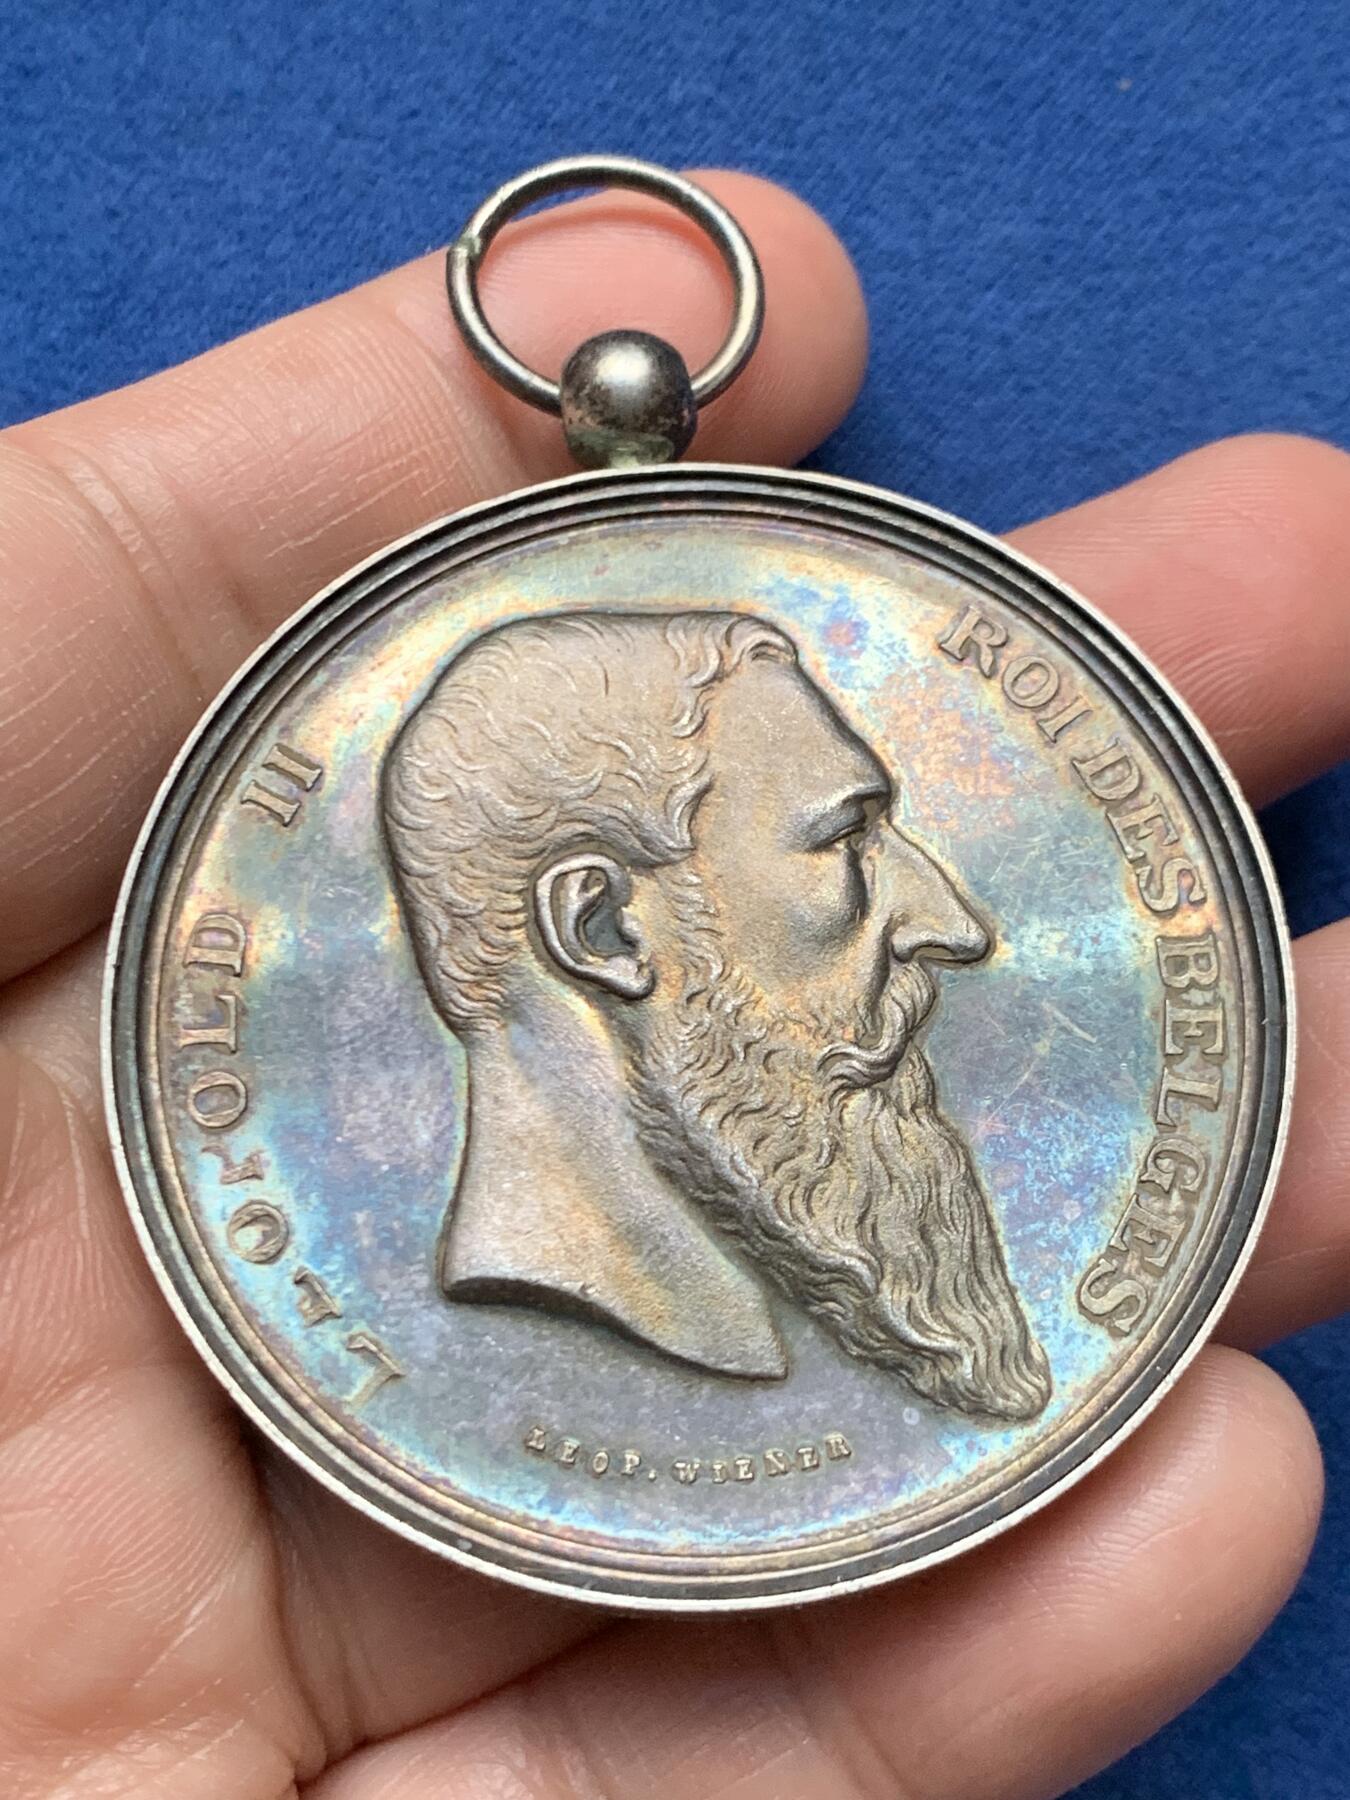 LEOPOLD II
ROI DES BELGES
LEOP. WIENER